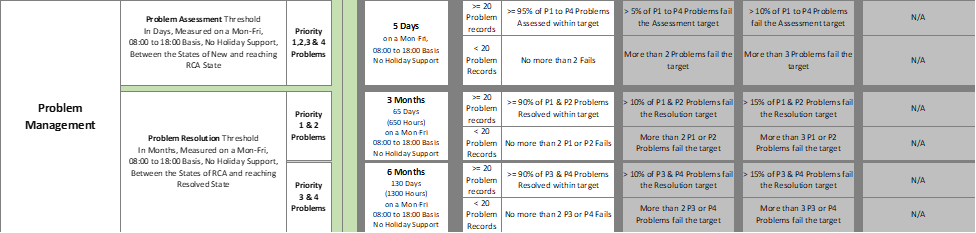 Problem
Management
Problem Assessment Threshold
In Days, Measured on a Mon-Fri,
08:00 to 18:00 Basis, No Holiday Support,
Between the States of New and reaching
RCA State
Priority
1,2,3 & 4
Problems
5 Days
on a Mon-Fri,
08:00 to 18:00 Basis
No Holiday Support
>= 20
Problem
records
>= 95% of P1 to P4 Problems
Assessed within target
> 5% of P1 to P4 Problems
fail the Assessment target
> 10% of P1 to P4 Problems
fail the Assessment target
N/A
< 20
Problem
Records
No more than 2 Fails
More than 2 Problems fail the
target
More than 3 Problems fail the
target
N/A
Problem Resolution Threshold
In Months, Measured on a Mon-Fri,
08:00 to 18:00 Basis, No Holiday Support,
Between the States of RCA and reaching
Resolved State
Priority
1 & 2
Problems
3 Months
65 Days
(650 Hours)
on a Mon-Fri
08:00 to 18:00 Basis
No Holiday Support
>= 20
Problem
records
>= 90% of P1 & P2 Problems
Resolved within target
> 10% of P1 & P2 Problems fail
the Resolution target
> 15% of P1 & P2 Problems fail
the Resolution target
N/A
< 20
Problem
Records
No more than 2 P1 or P2 Fails
More than 2 P1 or P2
Problems fail the target
More than 3 P1 or P2
Problems fail the target
N/A
Priority
3 & 4
Problems
6 Months
130 Days
(1300 Hours)
on a Mon-Fri
08:00 to 18:00 Basis
No Holiday Support
>= 20
Problem
records
>= 90% of P3 & P4 Problems
Resolved within target
> 10% of P3 & P4 Problems fail
the Resolution target
> 15% of P3 & P4 Problems fail
the Resolution target
N/A
< 20
Problem
Records
No more than 2 P3 or P4 Fails
More than 2 P3 or P4
Problems fail the target
More than 3 P3 or P4
Problems fail the target
N/A